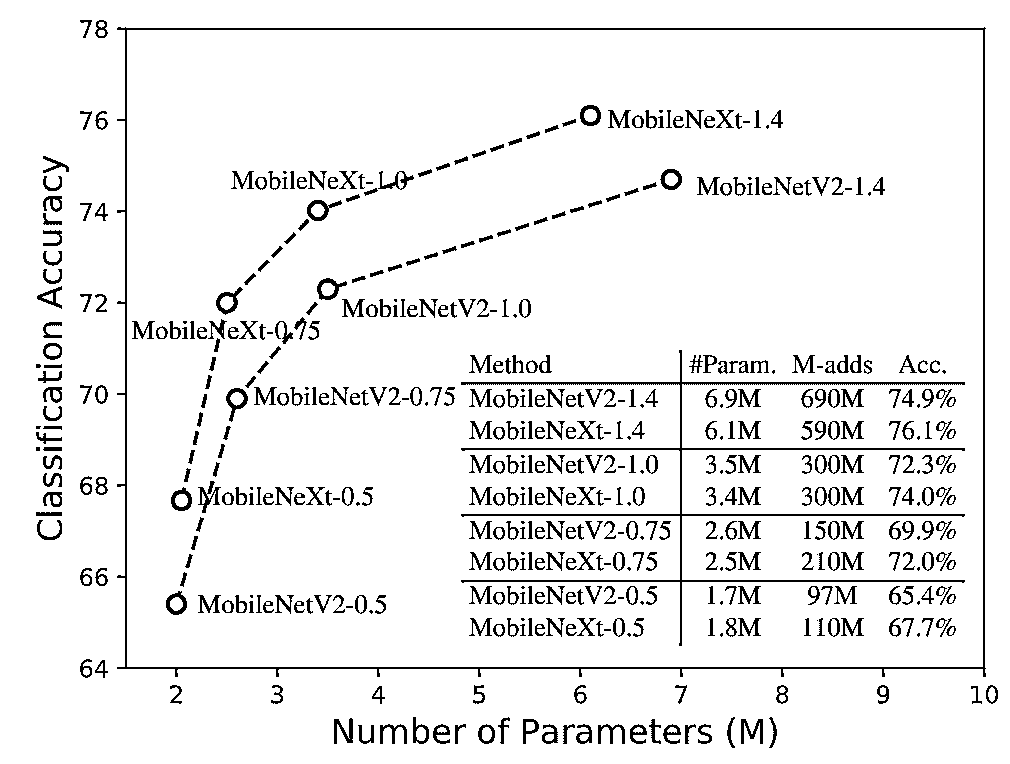 78
76
74
72
70
68
66
64
Classification Accuracy
MobileNeXt-1.4
MobileNeXt-1.0
MobileNetV2-1.4
MobileNetV2-1.0
MobileNeXt-0.75
MobileNetV2-0.75
MobileNeXt-0.5
MobileNetV2-0.5
Method #Param. M-adds Acc.
MobileNetV2-1.4 6.9M 690M 74.9%
MobileNeXt-1.4 6.1M 590M 76.1%
MobileNetV2-1.0 3.5M 300M 72.3%
MobileNeXt-1.0 3.4M 300M 74.0%
MobileNetV2-0.75 2.6M 150M 69.9%
MobileNeXt-0.75 2.5M 210M 72.0%
MobileNetV2-0.5 1.7M 97M 65.4%
MobileNeXt-0.5 1.8M 110M 67.7%
2 3 4 5 6 7 8 9 10
Number of Parameters (M)